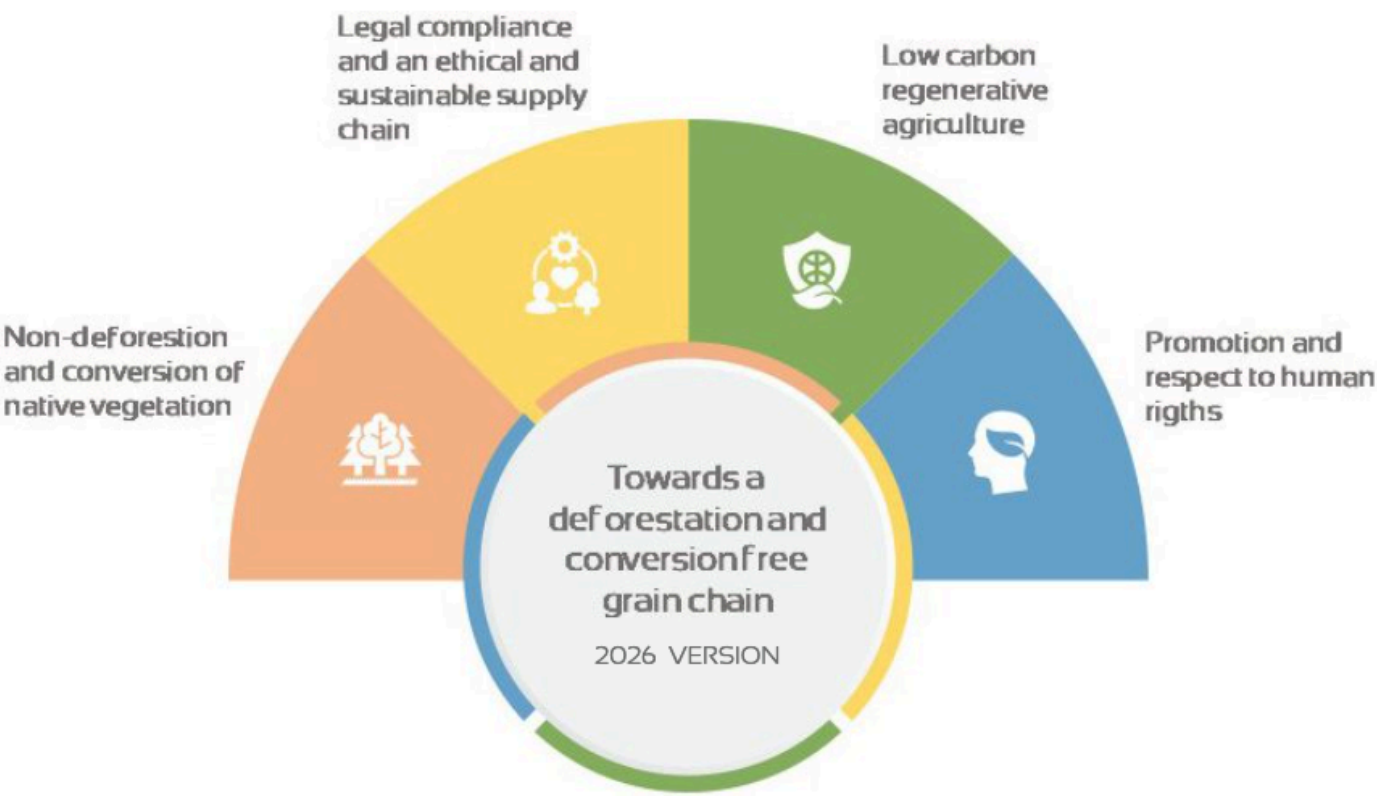 Legal compliance
and an ethical and
sustainable supply
chain
Low carbon
regenerative
agriculture
Non-deforestion
and conversion of
native vegetation
Promotion and
respect to human
rigths
Towards a
deforestation and
conversion free
grain chain
2026 VERSION